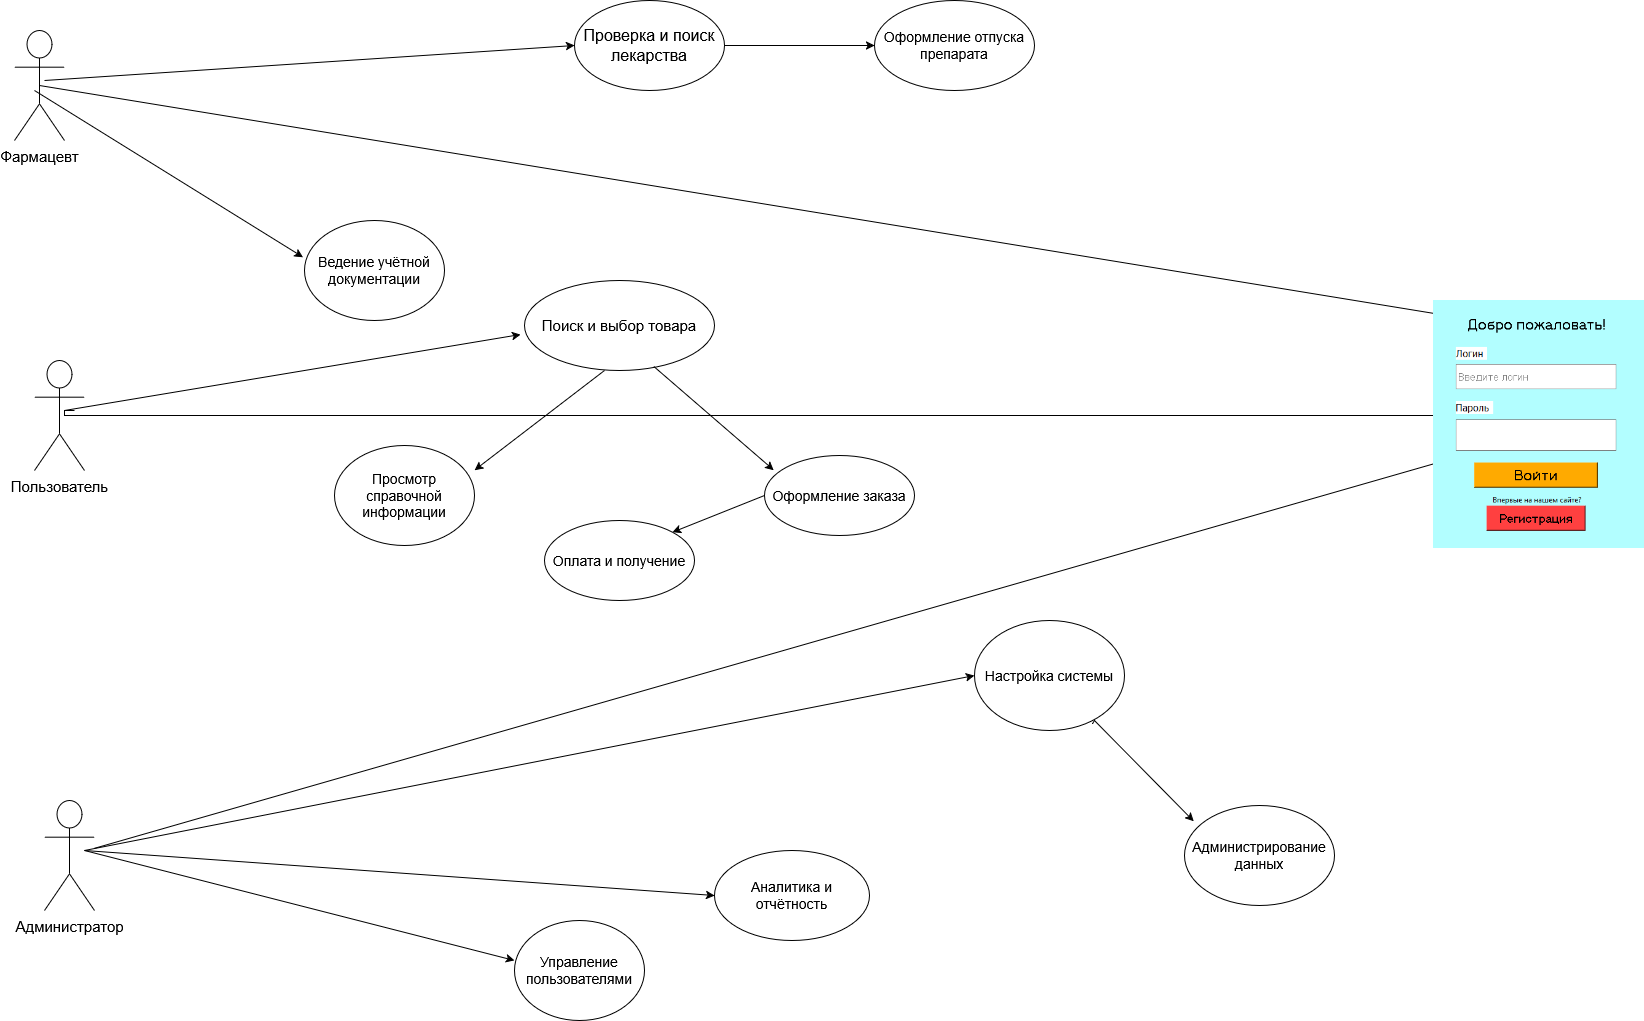 Проверка и поиск
лекарства
Оформление отпуска
препарата
Фармацевт
Ведение учётной
документации
Поиск и выбор товара
Добро пожаловать!
Логин
Введите логин
Пароль
Войти
Впервые на нашем сайте?
Регистрация
Пользователь
Просмотр
справочной
информации
Оформление заказа
Оплата и получение
Настройка системы
Администрирование
данных
Администратор
Аналитика и
отчётность
Управление
пользователями